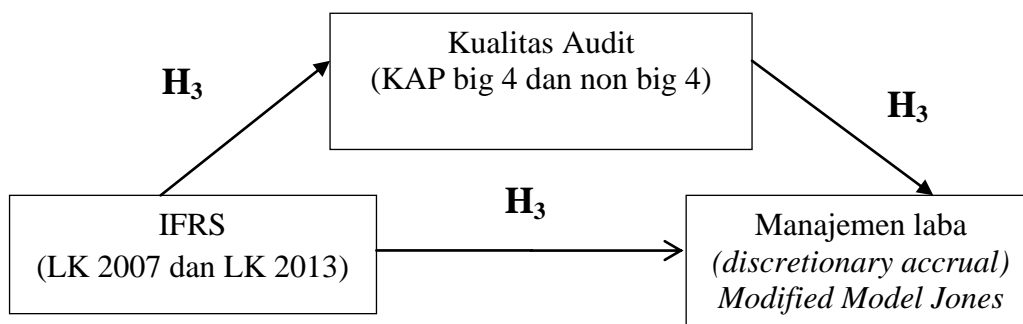 Kualitas Audit
(KAP big 4 dan non big 4)
H₃
H₃
H₃
IFRS
(LK 2007 dan LK 2013)
Manajemen laba
(discretionary accrual)
Modified Model Jones